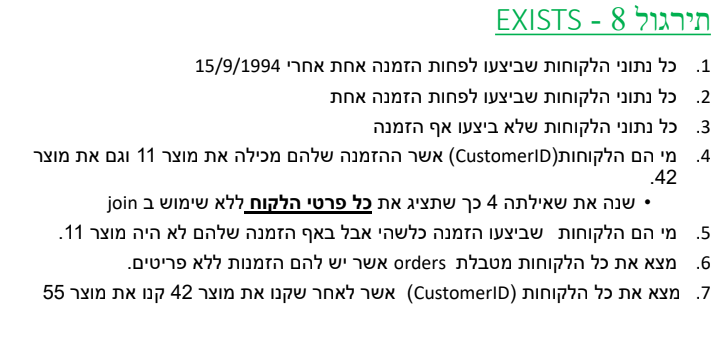 תירגול 8 - EXISTS
1. כל נתוני הלקוחות שביצעו לפחות הזמנה אחת אחרי 15/9/1994
2. כל נתוני הלקוחות שביצעו לפחות הזמנה אחת
3. כל נתוני הלקוחות שלא ביצעו אף הזמנה
4. מי הם הלקוחות(CustomerID) אשר ההזמנה שלהם מכילה את מוצר 11 וגם את מוצר
42.
• שנה את שאילתה 4 כך שתציג את כל פרטי הלקוח ללא שימוש ב join
5. מי הם הלקוחות שביצעו הזמנה כלשהי אבל באף הזמנה שלהם לא היה מוצר 11.
6. מצא את כל הלקוחות מטבלת orders אשר יש להם הזמנות ללא פריטים.
7. מצא את כל הלקוחות (CustomerID) אשר לאחר שקנו את מוצר 42 קנו את מוצר 55